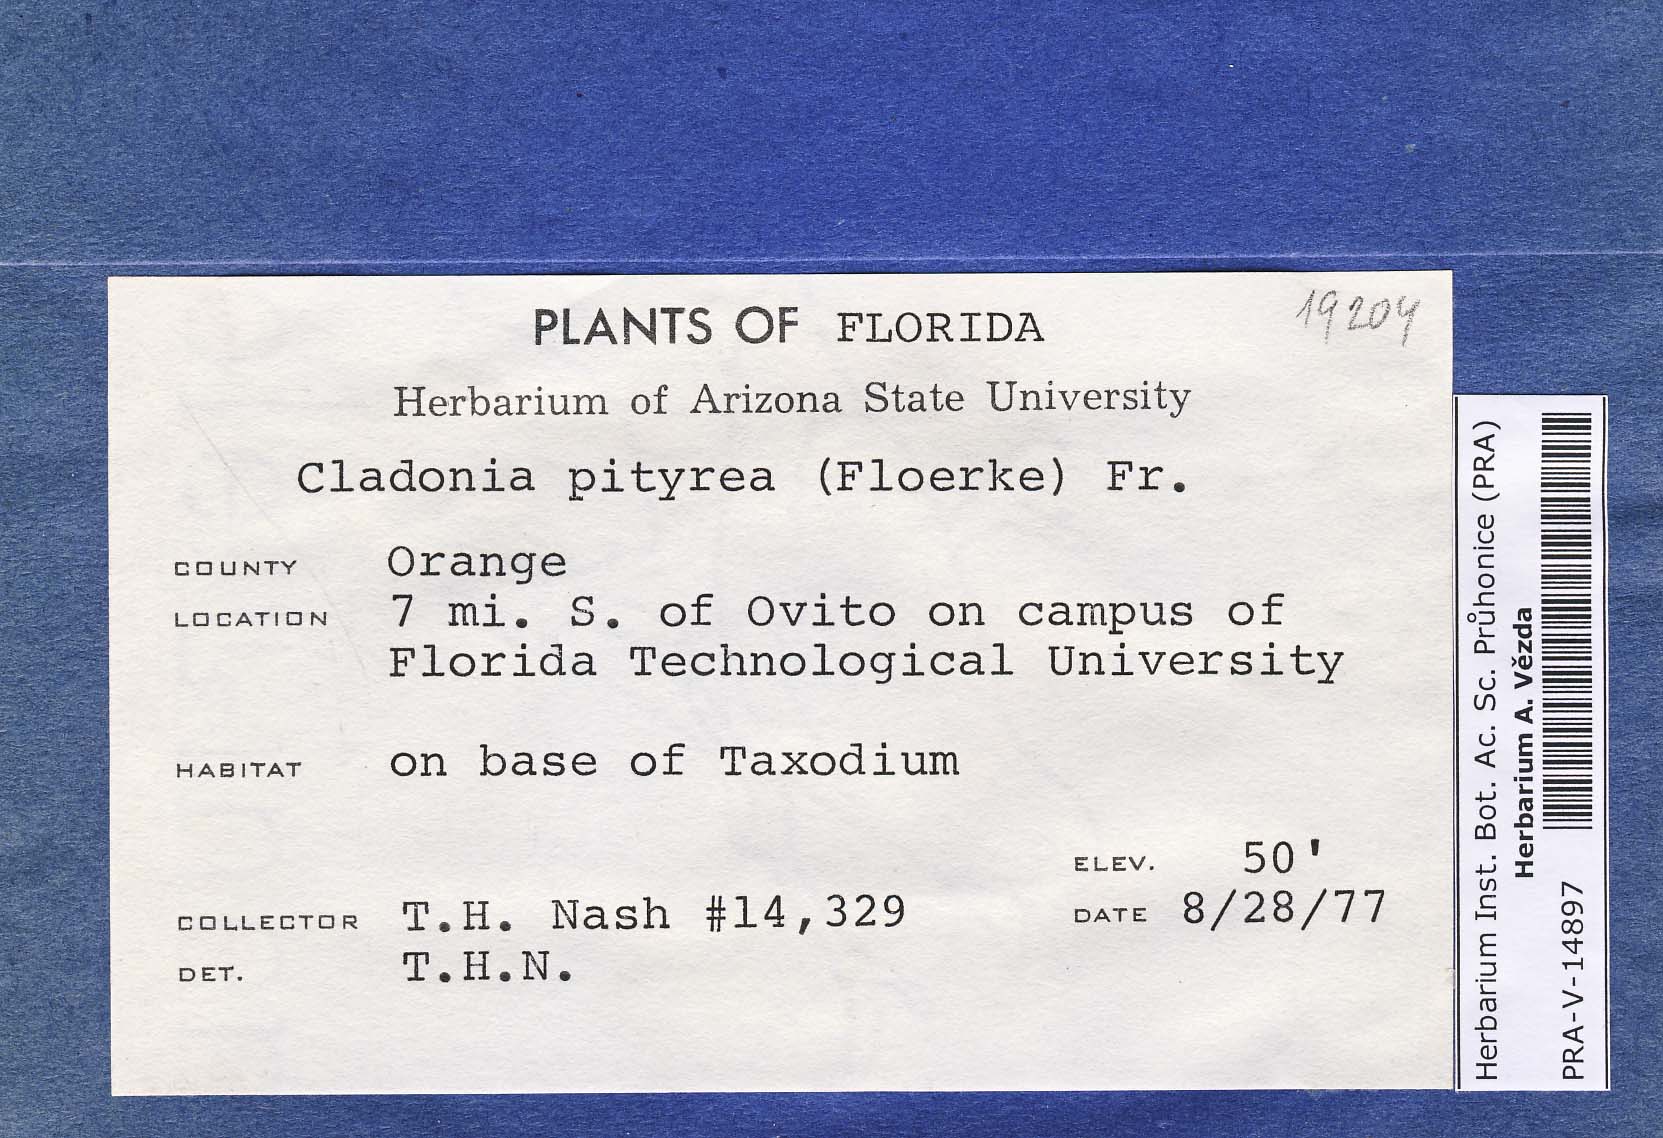 PLANTS OF FLORIDA
19204
Herbarium of Arizona State University
Cladonia pityrea (Floerke) Fr.
COUNTY Orange
LOCATION 7 mi. S. of Ovito on campus of
Florida Technological University
HABITAT on base of Taxodium
ELEV. 50'
COLLECTOR T.H. Nash #14,329 DATE 8/28/77
DET. T.H.N.
Herbarium Inst. Bot. Ac. Sc. Průhonice (PRA)
Herbarium A. Vězda
PRA-V-14897